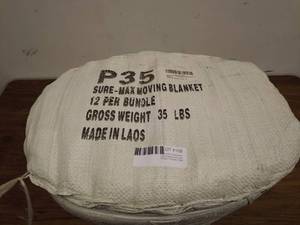 P35
SURE-MAX MOVING BLANKET
12 PER BUNDLE
GROSS WEIGHT 35 LBS
MADE IN LAOS